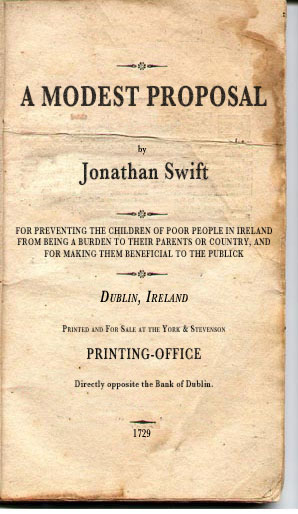 A MODEST PROPOSAL
by
Jonathan Swift
FOR PREVENTING THE CHILDREN OF POOR PEOPLE IN IRELAND
FROM BEING A BURDEN TO THEIR PARENTS OR COUNTRY, AND
FOR MAKING THEM BENEFICIAL TO THE PUBLICK
DUBLIN, IRELAND
PRINTED AND FOR SALE AT THE YORK & STEVENSON
PRINTING-OFFICE
Directly opposite the Bank of Dublin.
1729